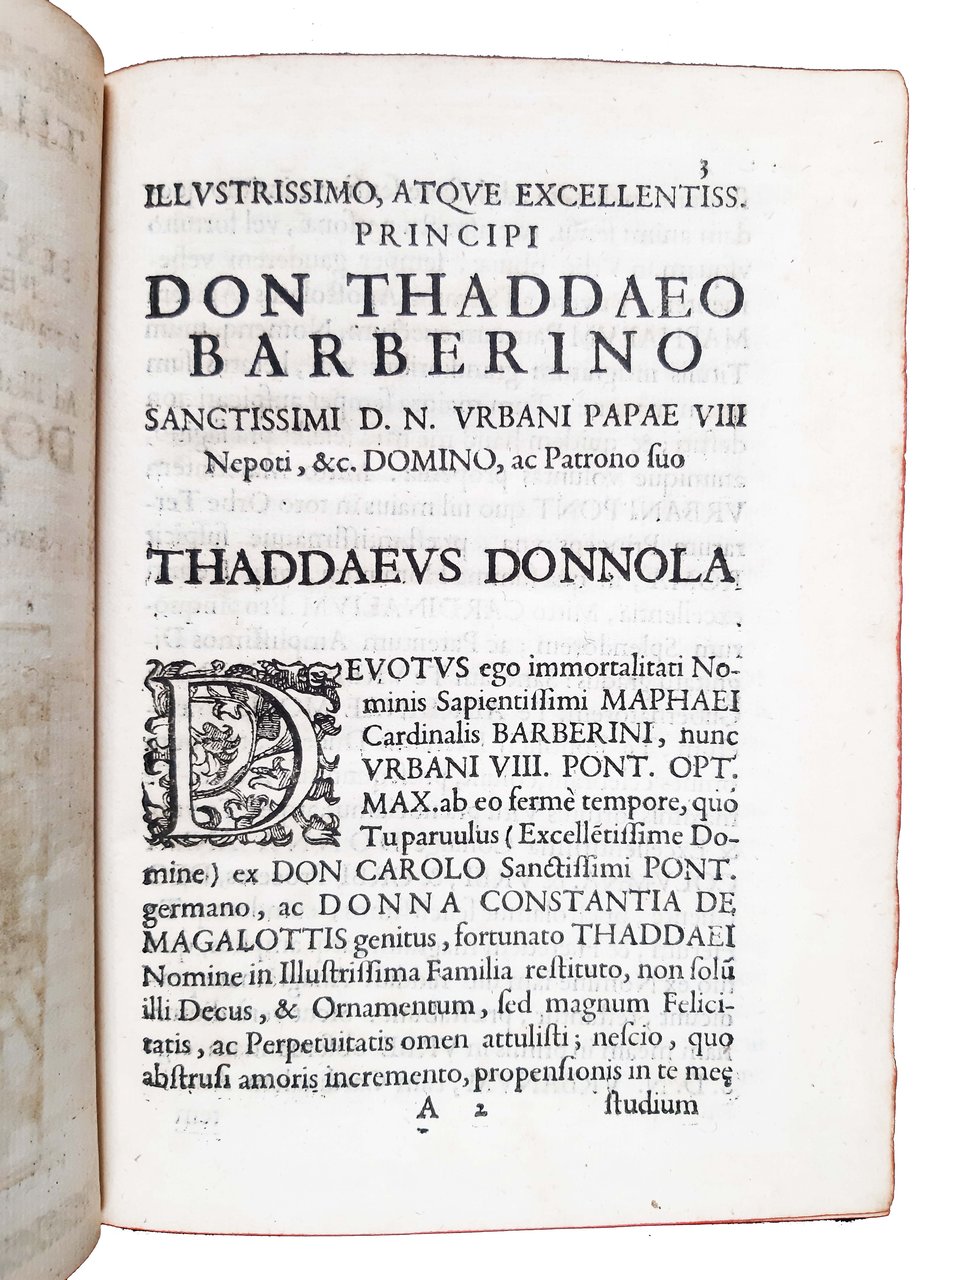 3
ILLVSTRISSIMO, ATQVE EXCELLENTISS.
PRINCIPI
DON THADDAEO
BARBERINO
SANCTISSIMI D. N. VRBANI PAPAE VIII
Nepoti, &c. DOMINO, ac Patrono ſuo
THADDAEVS DONNOLA
DEVOTVS ego immortalitati No-
minis Sapientiſſimi MAPHAEI
Cardinalis BARBERINI, nunc
VRBANI VIII. PONT. OPT.
MAX. ab eo fermè tempore, quo
Tu paruulus (Excellẽtiſſime Do-
mine) ex DON CAROLO Sanctiſſimi PONT.
germano, ac DONNA CONSTANTIA DE
MAGALOTTIS genitus, fortunato THADDAEI
Nomine in Illuſtriſſima Familia reſtituto, non ſolũ
illi Decus, & Ornamentum, ſed magnum Felici-
tatis, ac Perpetuitatis omen attuliſti; neſcio, quo
abſtruſi amoris incremento, propenſionis in te meę
A 2 ſtudium